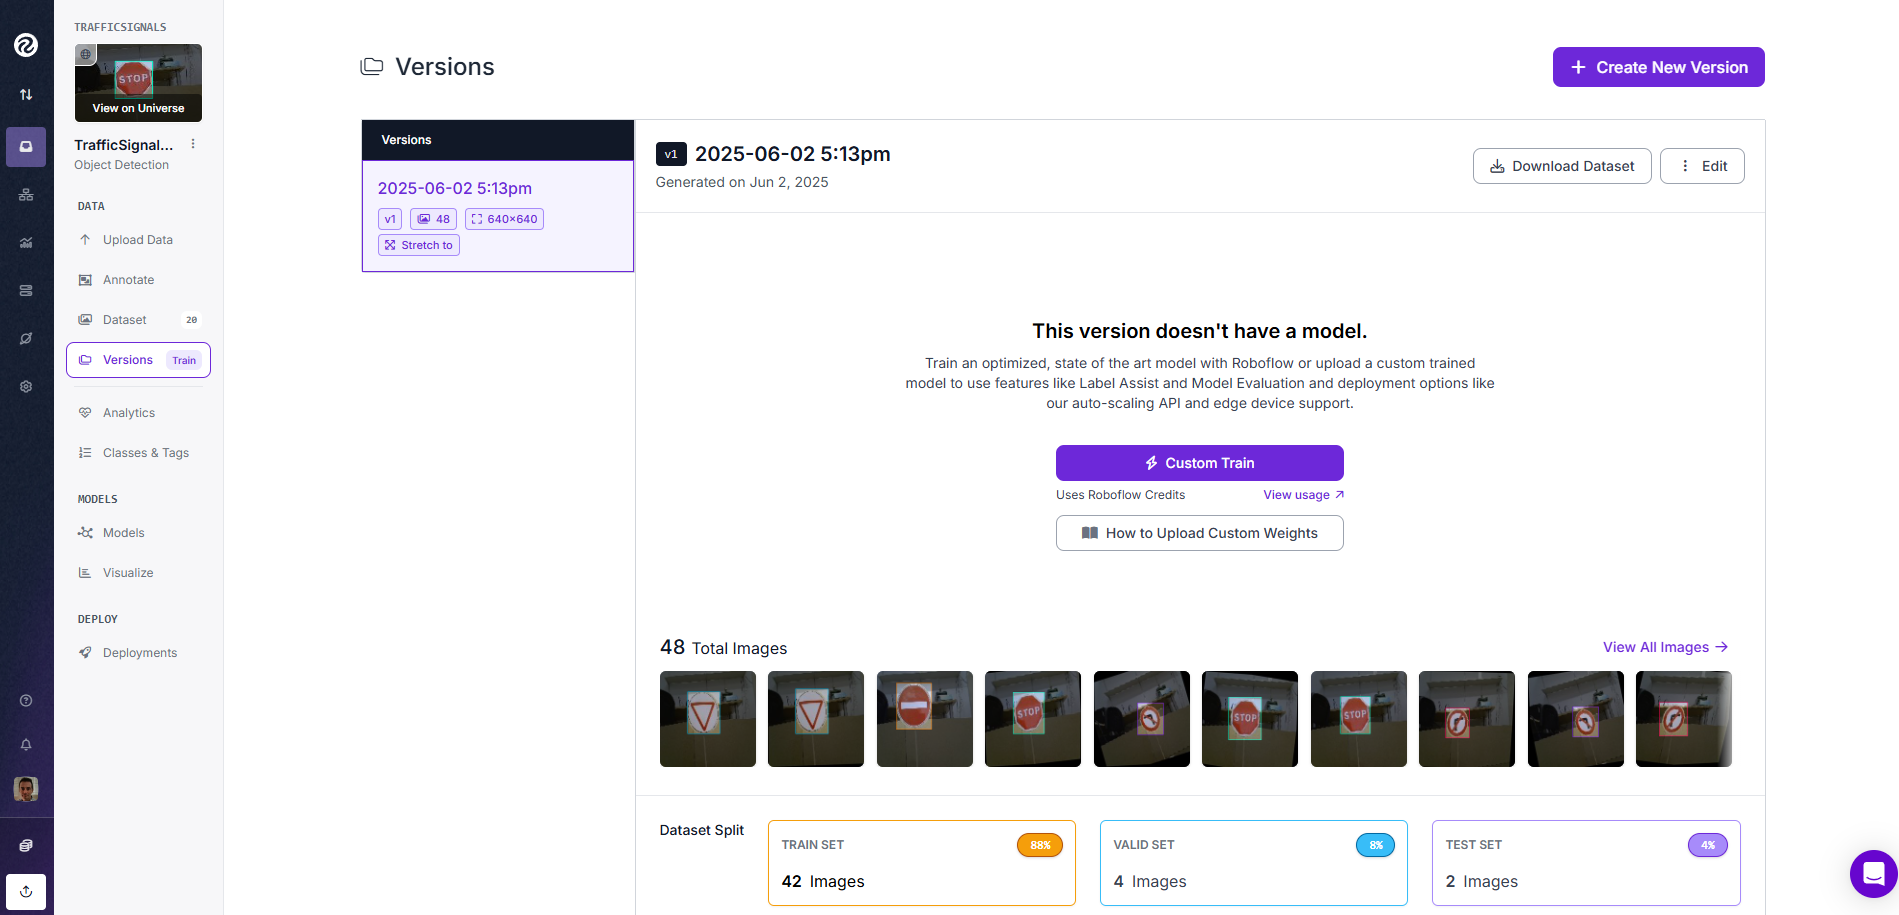 TRAFFICSIGNALS
STOP
View on Universe
TrafficSignal...
Object Detection
DATA
Upload Data
Annotate
Dataset 20
Versions Train
Analytics
Classes & Tags
MODELS
Models
Visualize
DEPLOY
Deployments
Versions
Create New Version
Versions
2025-06-02 5:13pm
v1 48 640×640
Stretch to
v1 2025-06-02 5:13pm
Generated on Jun 2, 2025
Download Dataset
Edit
This version doesn't have a model.
Train an optimized, state of the art model with Roboflow or upload a custom trained
model to use features like Label Assist and Model Evaluation and deployment options like
our auto-scaling API and edge device support.
Custom Train
Uses Roboflow Credits View usage
How to Upload Custom Weights
48 Total Images View All Images
STOP STOP STOP
Dataset Split
TRAIN SET 88%
42 Images
VALID SET 8%
4 Images
TEST SET 4%
2 Images